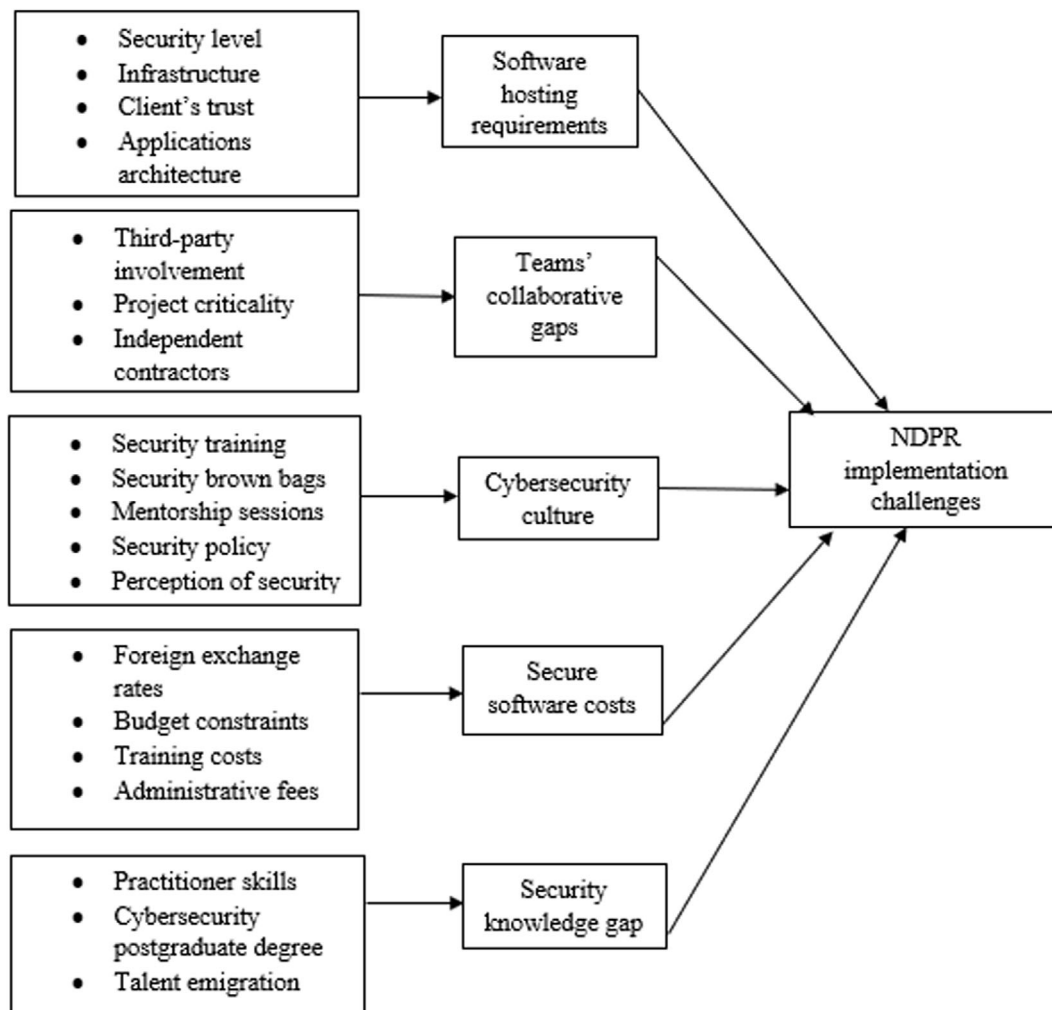 • Security level
• Infrastructure
• Client's trust
• Applications
architecture
Software
hosting
requirements
• Third-party
involvement
• Project criticality
• Independent
contractors
Teams'
collaborative
gaps
• Security training
• Security brown bags
• Mentorship sessions
• Security policy
• Perception of security
Cybersecurity
culture
NDPR
implementation
challenges
• Foreign exchange
rates
• Budget constraints
• Training costs
• Administrative fees
Secure
software costs
• Practitioner skills
• Cybersecurity
postgraduate degree
• Talent emigration
Security
knowledge gap